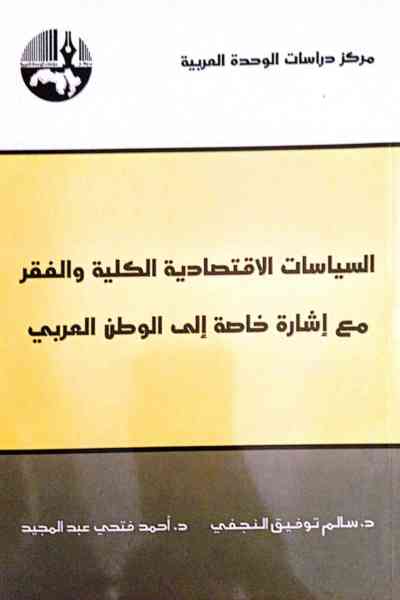 مركز دراسات الوحدة العربية
السياسات الاقتصادية الكلية والفقر
مع إشارة خاصة إلى الوطن العربي
د. سالم توفيق النجفي د. أحمد فتحي عبد المجيد